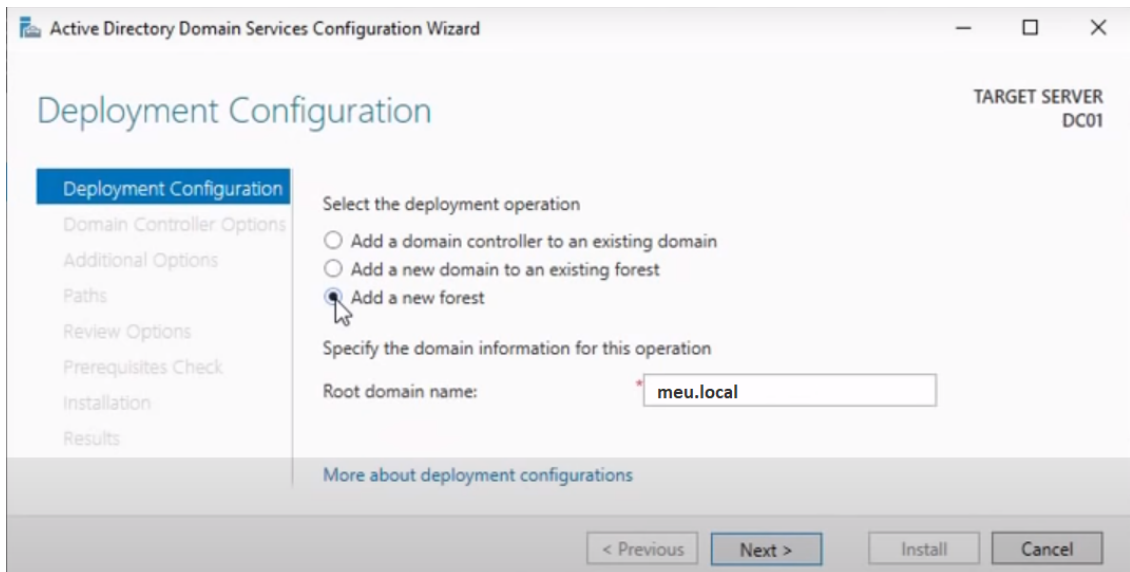 Active Directory Domain Services Configuration Wizard
Deployment Configuration
TARGET SERVER
DC01
Deployment Configuration
Domain Controller Options
Additional Options
Paths
Review Options
Prerequisites Check
Installation
Results
Select the deployment operation
Add a domain controller to an existing domain
Add a new domain to an existing forest
Add a new forest
Specify the domain information for this operation
Root domain name:
* meu.local
More about deployment configurations
< Previous
Next >
Install
Cancel